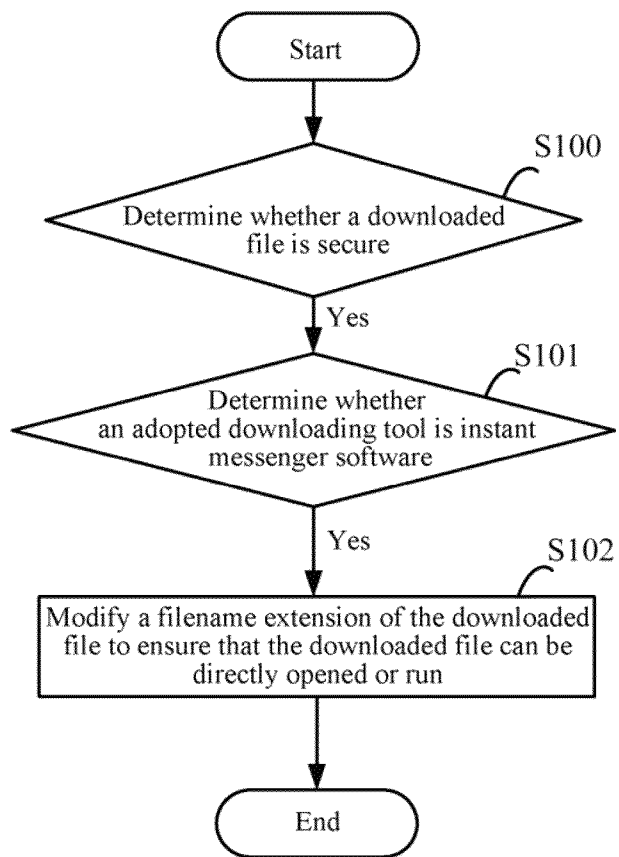 Start
S100
Determine whether a downloaded
file is secure
Yes
S101
Determine whether
an adopted downloading tool is instant
messenger software
Yes
S102
Modify a filename extension of the downloaded
file to ensure that the downloaded file can be
directly opened or run
End